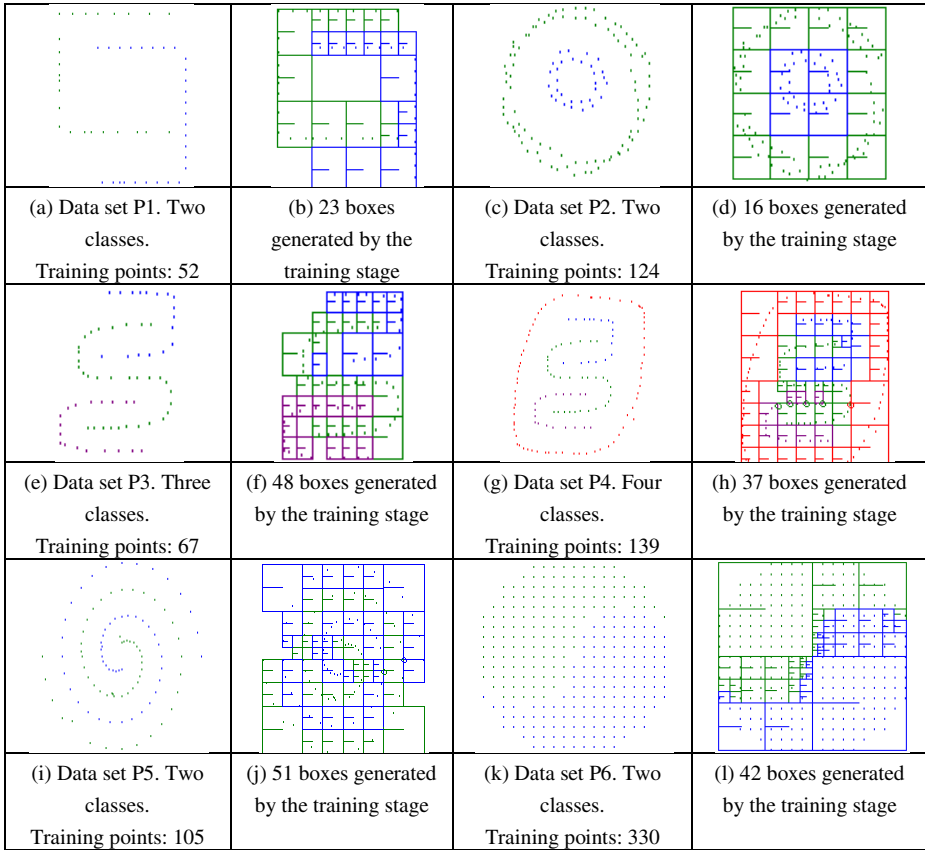 (a) Data set P1. Two
classes.
Training points: 52
(b) 23 boxes
generated by the
training stage
(c) Data set P2. Two
classes.
Training points: 124
(d) 16 boxes generated
by the training stage
(e) Data set P3. Three
classes.
Training points: 67
(f) 48 boxes generated
by the training stage
(g) Data set P4. Four
classes.
Training points: 139
(h) 37 boxes generated
by the training stage
(i) Data set P5. Two
classes.
Training points: 105
(j) 51 boxes generated
by the training stage
(k) Data set P6. Two
classes.
Training points: 330
(l) 42 boxes generated
by the training stage